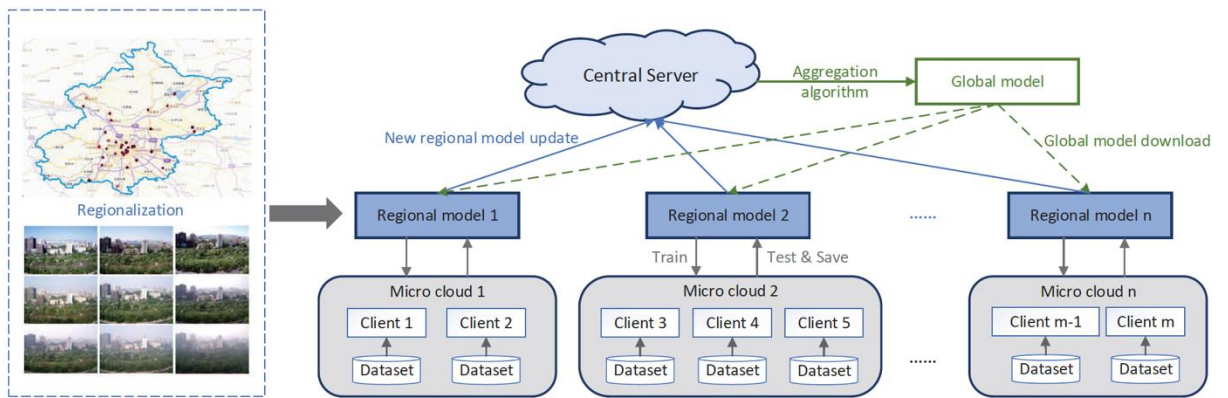 Regionalization
Central Server
Aggregation
algorithm
Global model
New regional model update
Global model download
Regional model 1
Regional model 2
......
Regional model n
Train
Test & Save
Micro cloud 1
Client 1
Client 2
Dataset
Dataset
Micro cloud 2
Client 3
Client 4
Client 5
Dataset
Dataset
Dataset
......
......
Micro cloud n
Client m-1
Client m
Dataset
Dataset